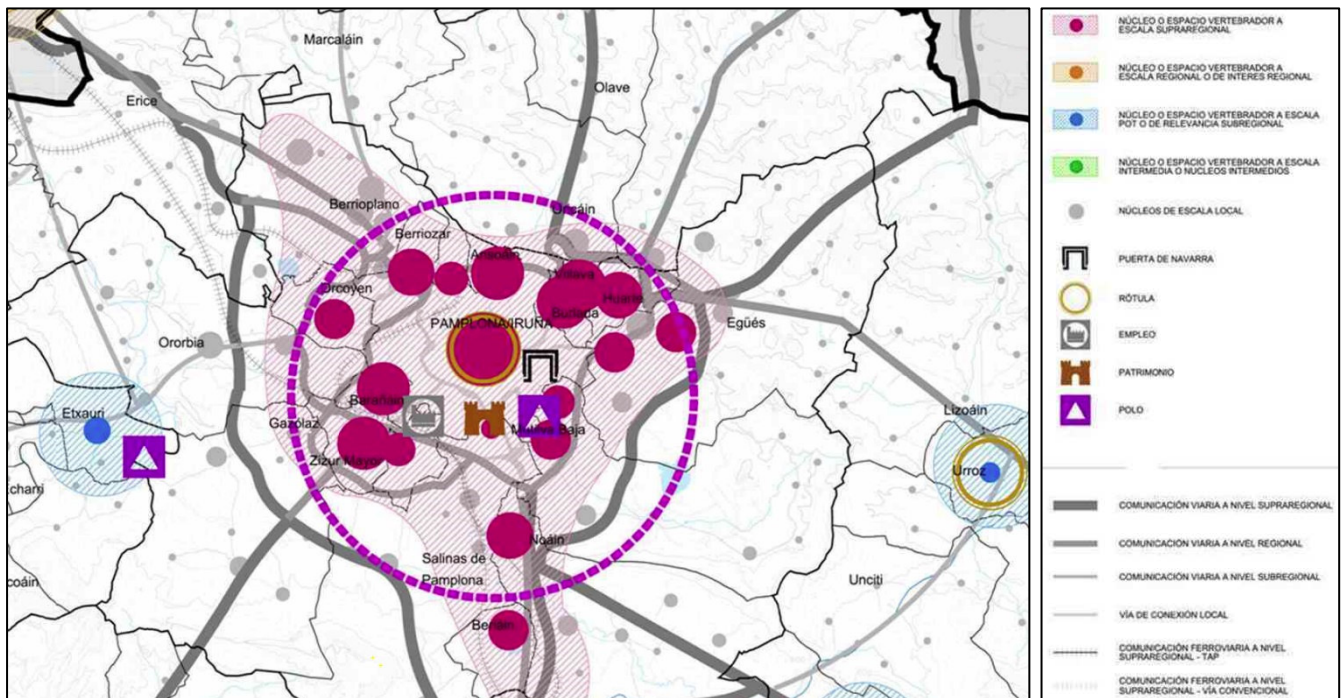 Marcaláin
Olave
Erice
Berrioplano
Unzáin
Berriozar
Ansoáin
Villava
Orcoyen
Huarte
Burlada
PAMPLONA/IRUÑA
Egüés
Ororbia
Barañain
Etxauri
Gazólaz
Mutilva Baja
Lizoáin
Zizur Mayor
Urroz
charri
Noáin
Salinas de
Pamplona
coáin
Unciti
Beriáin
NÚCLEO O ESPACIO VERTEBRADOR A
ESCALA SUPRAREGIONAL
NÚCLEO O ESPACIO VERTEBRADOR A
ESCALA REGIONAL O DE INTERES REGIONAL
NÚCLEO O ESPACIO VERTEBRADOR A ESCALA
POT O DE RELEVANCIA SUBREGIONAL
NÚCLEO O ESPACIO VERTEBRADOR A ESCALA
INTERMEDIA O NUCLEOS INTERMEDIOS
NÚCLEOS DE ESCALA LOCAL
PUERTA DE NAVARRA
RÓTULA
EMPLEO
PATRIMONIO
POLO
COMUNICACIÓN VIARIA A NIVEL SUPRAREGIONAL
COMUNICACIÓN VIARIA A NIVEL REGIONAL
COMUNICACIÓN VIARIA A NIVEL SUBREGIONAL
VÍA DE CONEXIÓN LOCAL
COMUNICACIÓN FERROVIARIA A NIVEL
SUPRAREGIONAL - TAP
COMUNICACIÓN FERROVIARIA A NIVEL
SUPRAREGIONAL - VÍA CONVENCIONAL